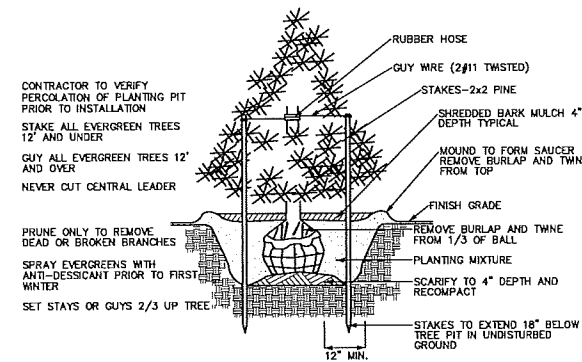 RUBBER HOSE
GUY WIRE (2#11 TWISTED)
STAKES-2x2 PINE
SHREDDED BARK MULCH 4"
DEPTH TYPICAL
MOUND TO FORM SAUCER
REMOVE BURLAP AND TWIN
FROM TOP
FINISH GRADE
REMOVE BURLAP AND TWINE
FROM 1/3 OF BALL
PLANTING MIXTURE
SCARIFY TO 4" DEPTH AND
RECOMPACT
STAKES TO EXTEND 18" BELOW
TREE PIT IN UNDISTURBED
GROUND
12" MIN.
CONTRACTOR TO VERIFY
PERCOLATION OF PLANTING PIT
PRIOR TO INSTALLATION
STAKE ALL EVERGREEN TREES
12' AND UNDER
GUY ALL EVERGREEN TREES 12'
AND OVER
NEVER CUT CENTRAL LEADER
PRUNE ONLY TO REMOVE
DEAD OR BROKEN BRANCHES
SPRAY EVERGREENS WITH
ANTI-DESSICANT PRIOR TO FIRST
WINTER
SET STAYS OR GUYS 2/3 UP TREE